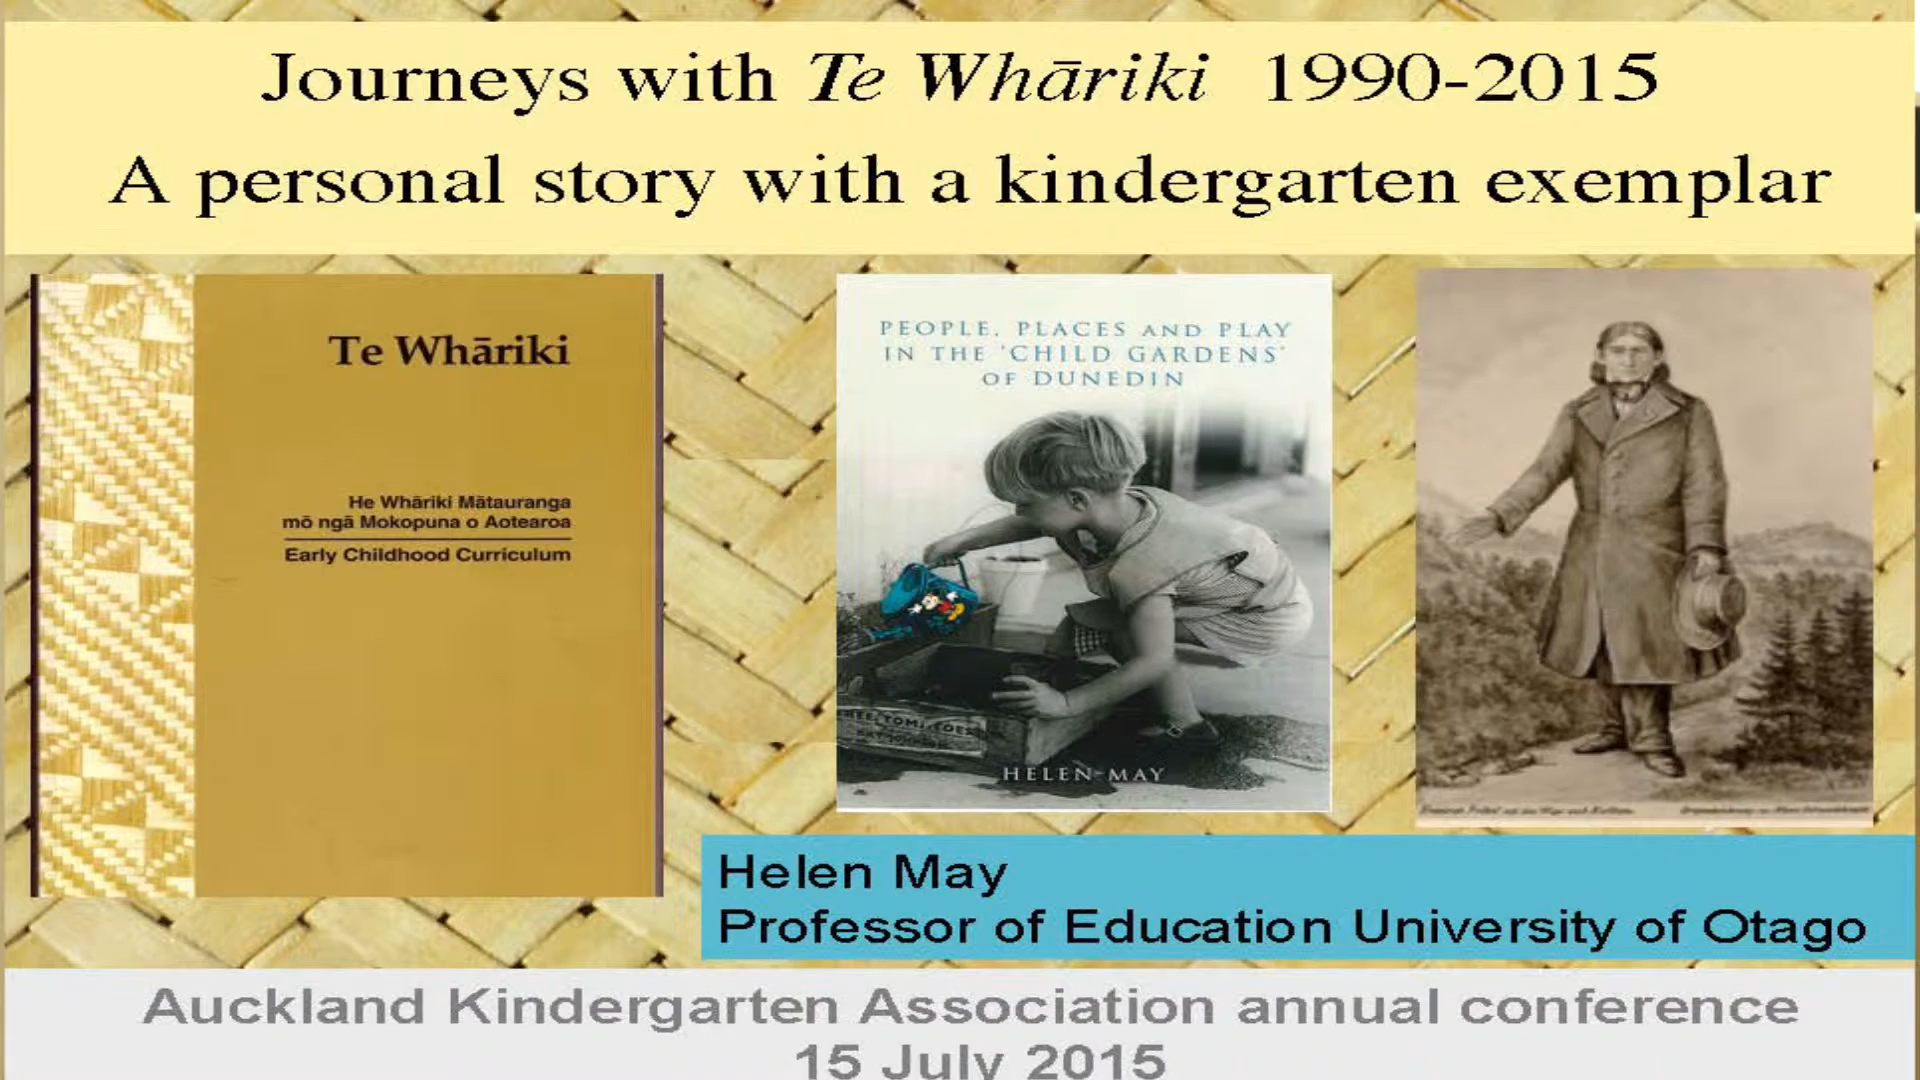 Journeys with Te Whāriki 1990-2015
A personal story with a kindergarten exemplar
Te Whāriki
He Whāriki Mātauranga
mō ngā Mokopuna o Aotearoa
Early Childhood Curriculum
PEOPLE, PLACES AND PLAY
IN THE 'CHILD GARDENS'
OF DUNEDIN
HELEN MAY
Helen May
Professor of Education University of Otago
Auckland Kindergarten Association annual conference
15 July 2015